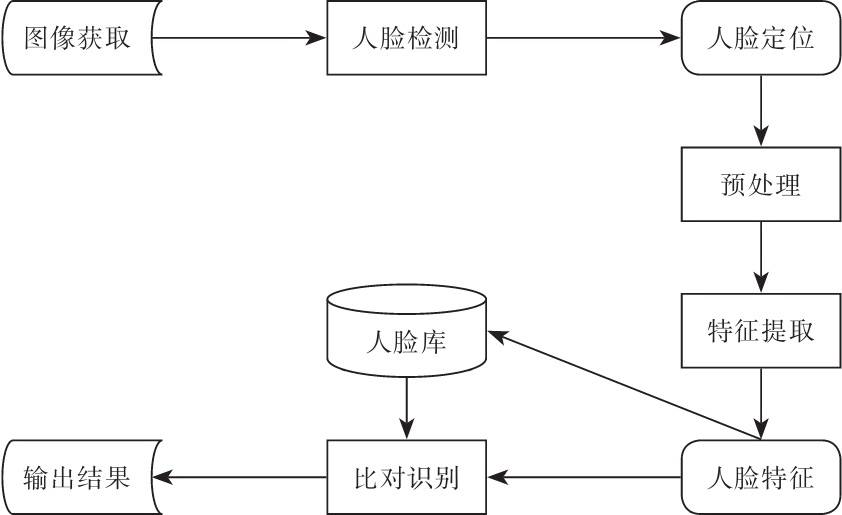 图像获取
人脸检测
人脸定位
预处理
特征提取
人脸库
人脸特征
比对识别
输出结果